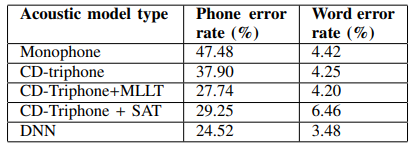 Acoustic model type Phone error Word error
rate (%) rate (%)
Monophone 47.48 4.42
CD-triphone 37.90 4.25
CD-Triphone+MLLT 27.74 4.20
CD-Triphone + SAT 29.25 6.46
DNN 24.52 3.48